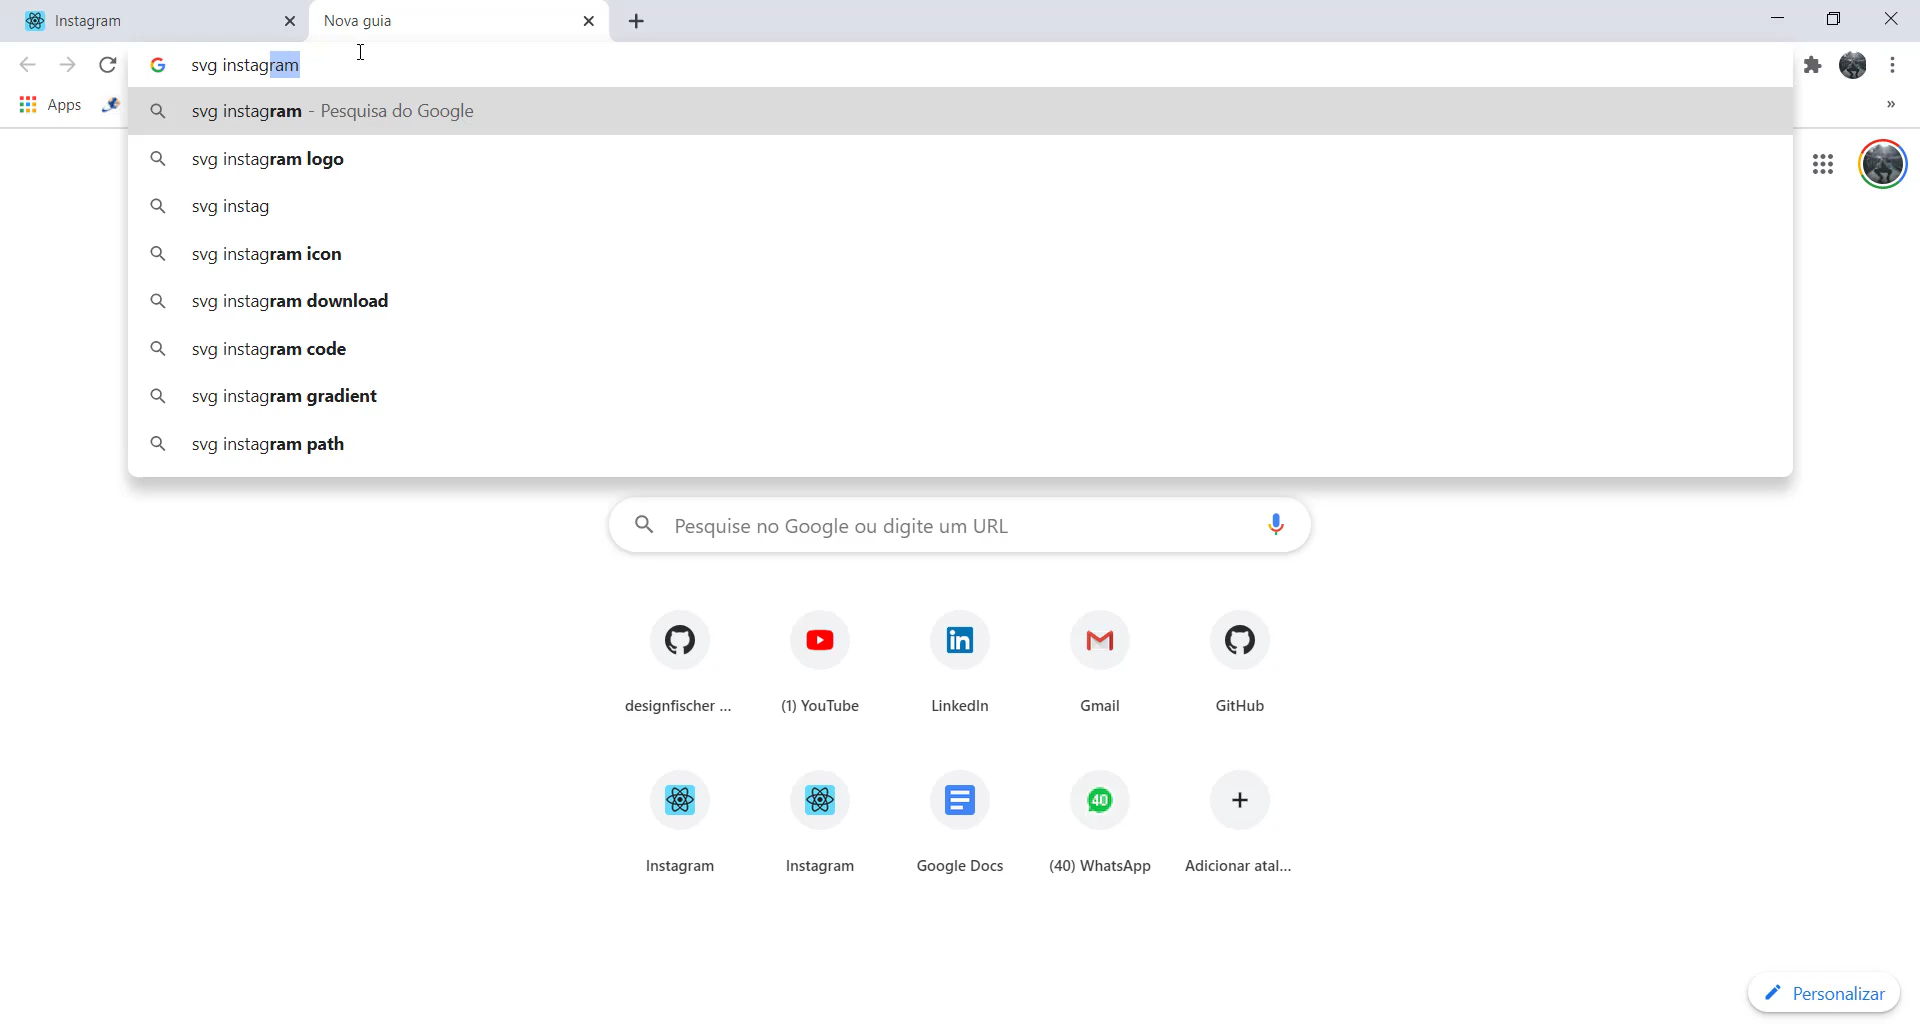 Instagram
Nova guia
svg instagram
Apps
svg instagram - Pesquisa do Google
svg instagram logo
svg instag
svg instagram icon
svg instagram download
svg instagram code
svg instagram gradient
svg instagram path
Pesquise no Google ou digite um URL
designfischer ...
(1) YouTube
LinkedIn
Gmail
GitHub
Instagram
Instagram
Google Docs
40
(40) WhatsApp
Adicionar atal...
Personalizar